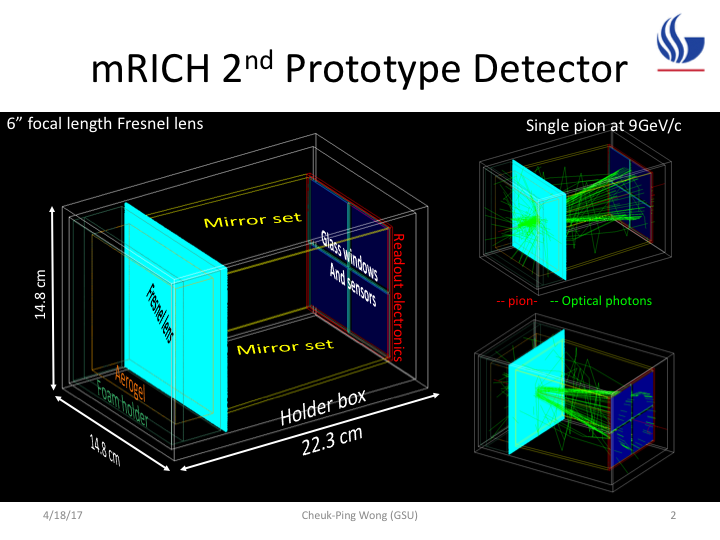 mRICH 2nd Prototype Detector
6” focal length Fresnel lens
Single pion at 9GeV/c
Mirror set
Glass windows
And sensors
Readout electronics
14.8 cm
Fresnel lens
-- pion-
-- Optical photons
Mirror set
Aerogel
Foam holder
Holder box
14.8 cm
22.3 cm
4/18/17
Cheuk-Ping Wong (GSU)
2